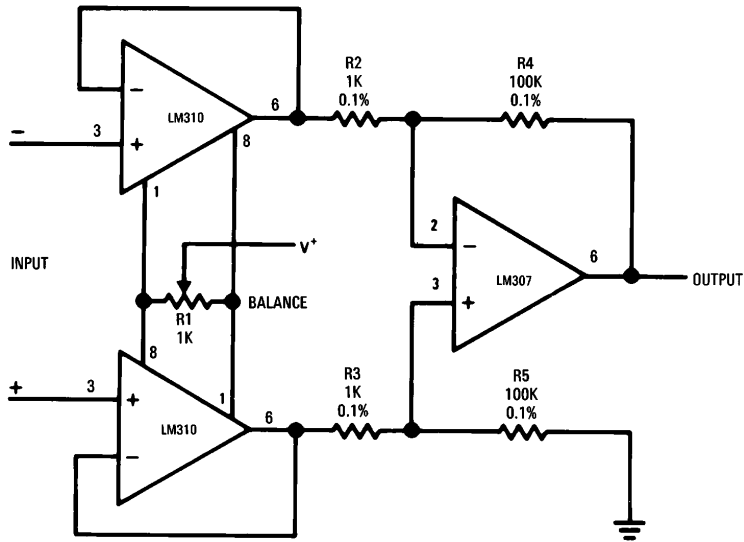 R2
1K
0.1%
R4
100K
0.1%
−
LM310
6
− 3
+
8
1
V+
2
−
6
INPUT
LM307
OUTPUT
3
+
BALANCE
R1
1K
8
R3
1K
0.1%
R5
100K
0.1%
+ 3
+
1
6
LM310
−